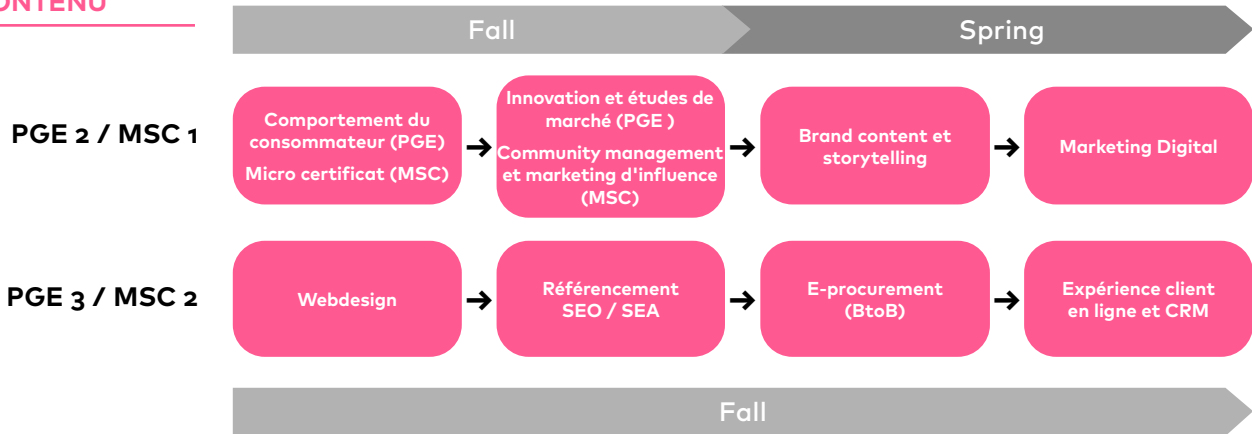 Fall
Spring
PGE 2 / MSC 1
Comportement du
consommateur (PGE)
Micro certificat (MSC)
Innovation et études de
marché (PGE )
Community management
et marketing d'influence
(MSC)
Brand content et
storytelling
Marketing Digital
PGE 3 / MSC 2
Webdesign
Référencement
SEO / SEA
E-procurement
(BtoB)
Expérience client
en ligne et CRM
Fall